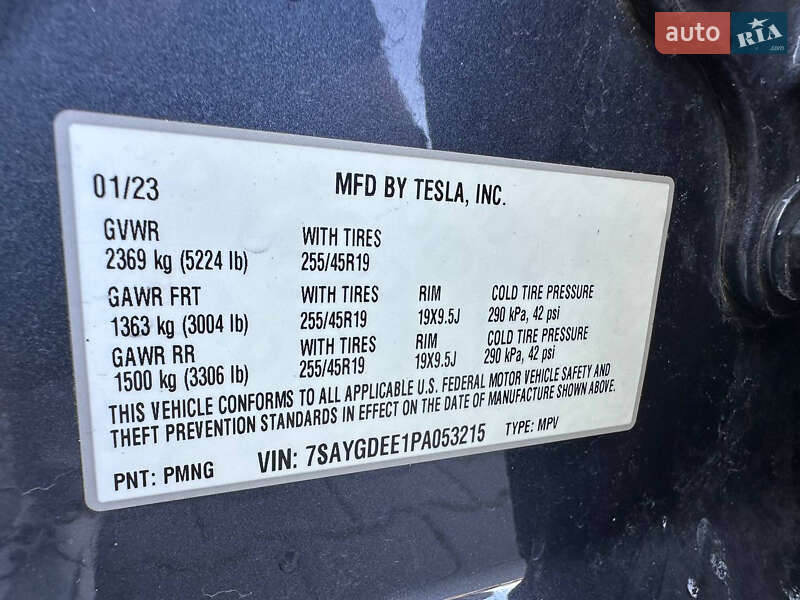 auto RIA.com
01/23 MFD BY TESLA, INC.
GVWR WITH TIRES
2369 kg (5224 lb) 255/45R19
GAWR FRT WITH TIRES RIM COLD TIRE PRESSURE
1363 kg (3004 lb) 255/45R19 19X9.5J 290 kPa, 42 psi
GAWR RR WITH TIRES RIM COLD TIRE PRESSURE
1500 kg (3306 lb) 255/45R19 19X9.5J 290 kPa, 42 psi
THIS VEHICLE CONFORMS TO ALL APPLICABLE U.S. FEDERAL MOTOR VEHICLE SAFETY AND
THEFT PREVENTION STANDARDS IN EFFECT ON THE DATE OF MANUFACTURE SHOWN ABOVE.
PNT: PMNG VIN: 7SAYGDEE1PA053215 TYPE: MPV